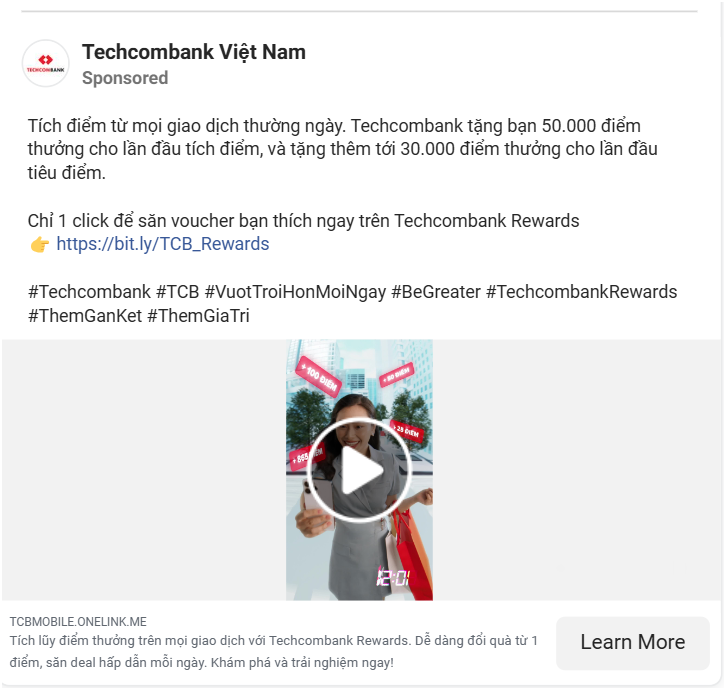 TECHCOMBANK
Techcombank Việt Nam
Sponsored
Tích điểm từ mọi giao dịch thường ngày. Techcombank tặng bạn 50.000 điểm
thưởng cho lần đầu tích điểm, và tặng thêm tới 30.000 điểm thưởng cho lần đầu
tiêu điểm.
Chỉ 1 click để săn voucher bạn thích ngay trên Techcombank Rewards
👉 https://bit.ly/TCB_Rewards
#Techcombank #TCB #VuotTroiHonMoiNgay #BeGreater #TechcombankRewards
#ThemGanKet #ThemGiaTri
+ 100 ĐIỂM
+ 50 ĐIỂM
+ 25 ĐIỂM
ĐIỂM
12:01
TCBMOBILE.ONELINK.ME
Tích lũy điểm thưởng trên mọi giao dịch với Techcombank Rewards. Dễ dàng đổi quà từ 1
điểm, săn deal hấp dẫn mỗi ngày. Khám phá và trải nghiệm ngay!
Learn More